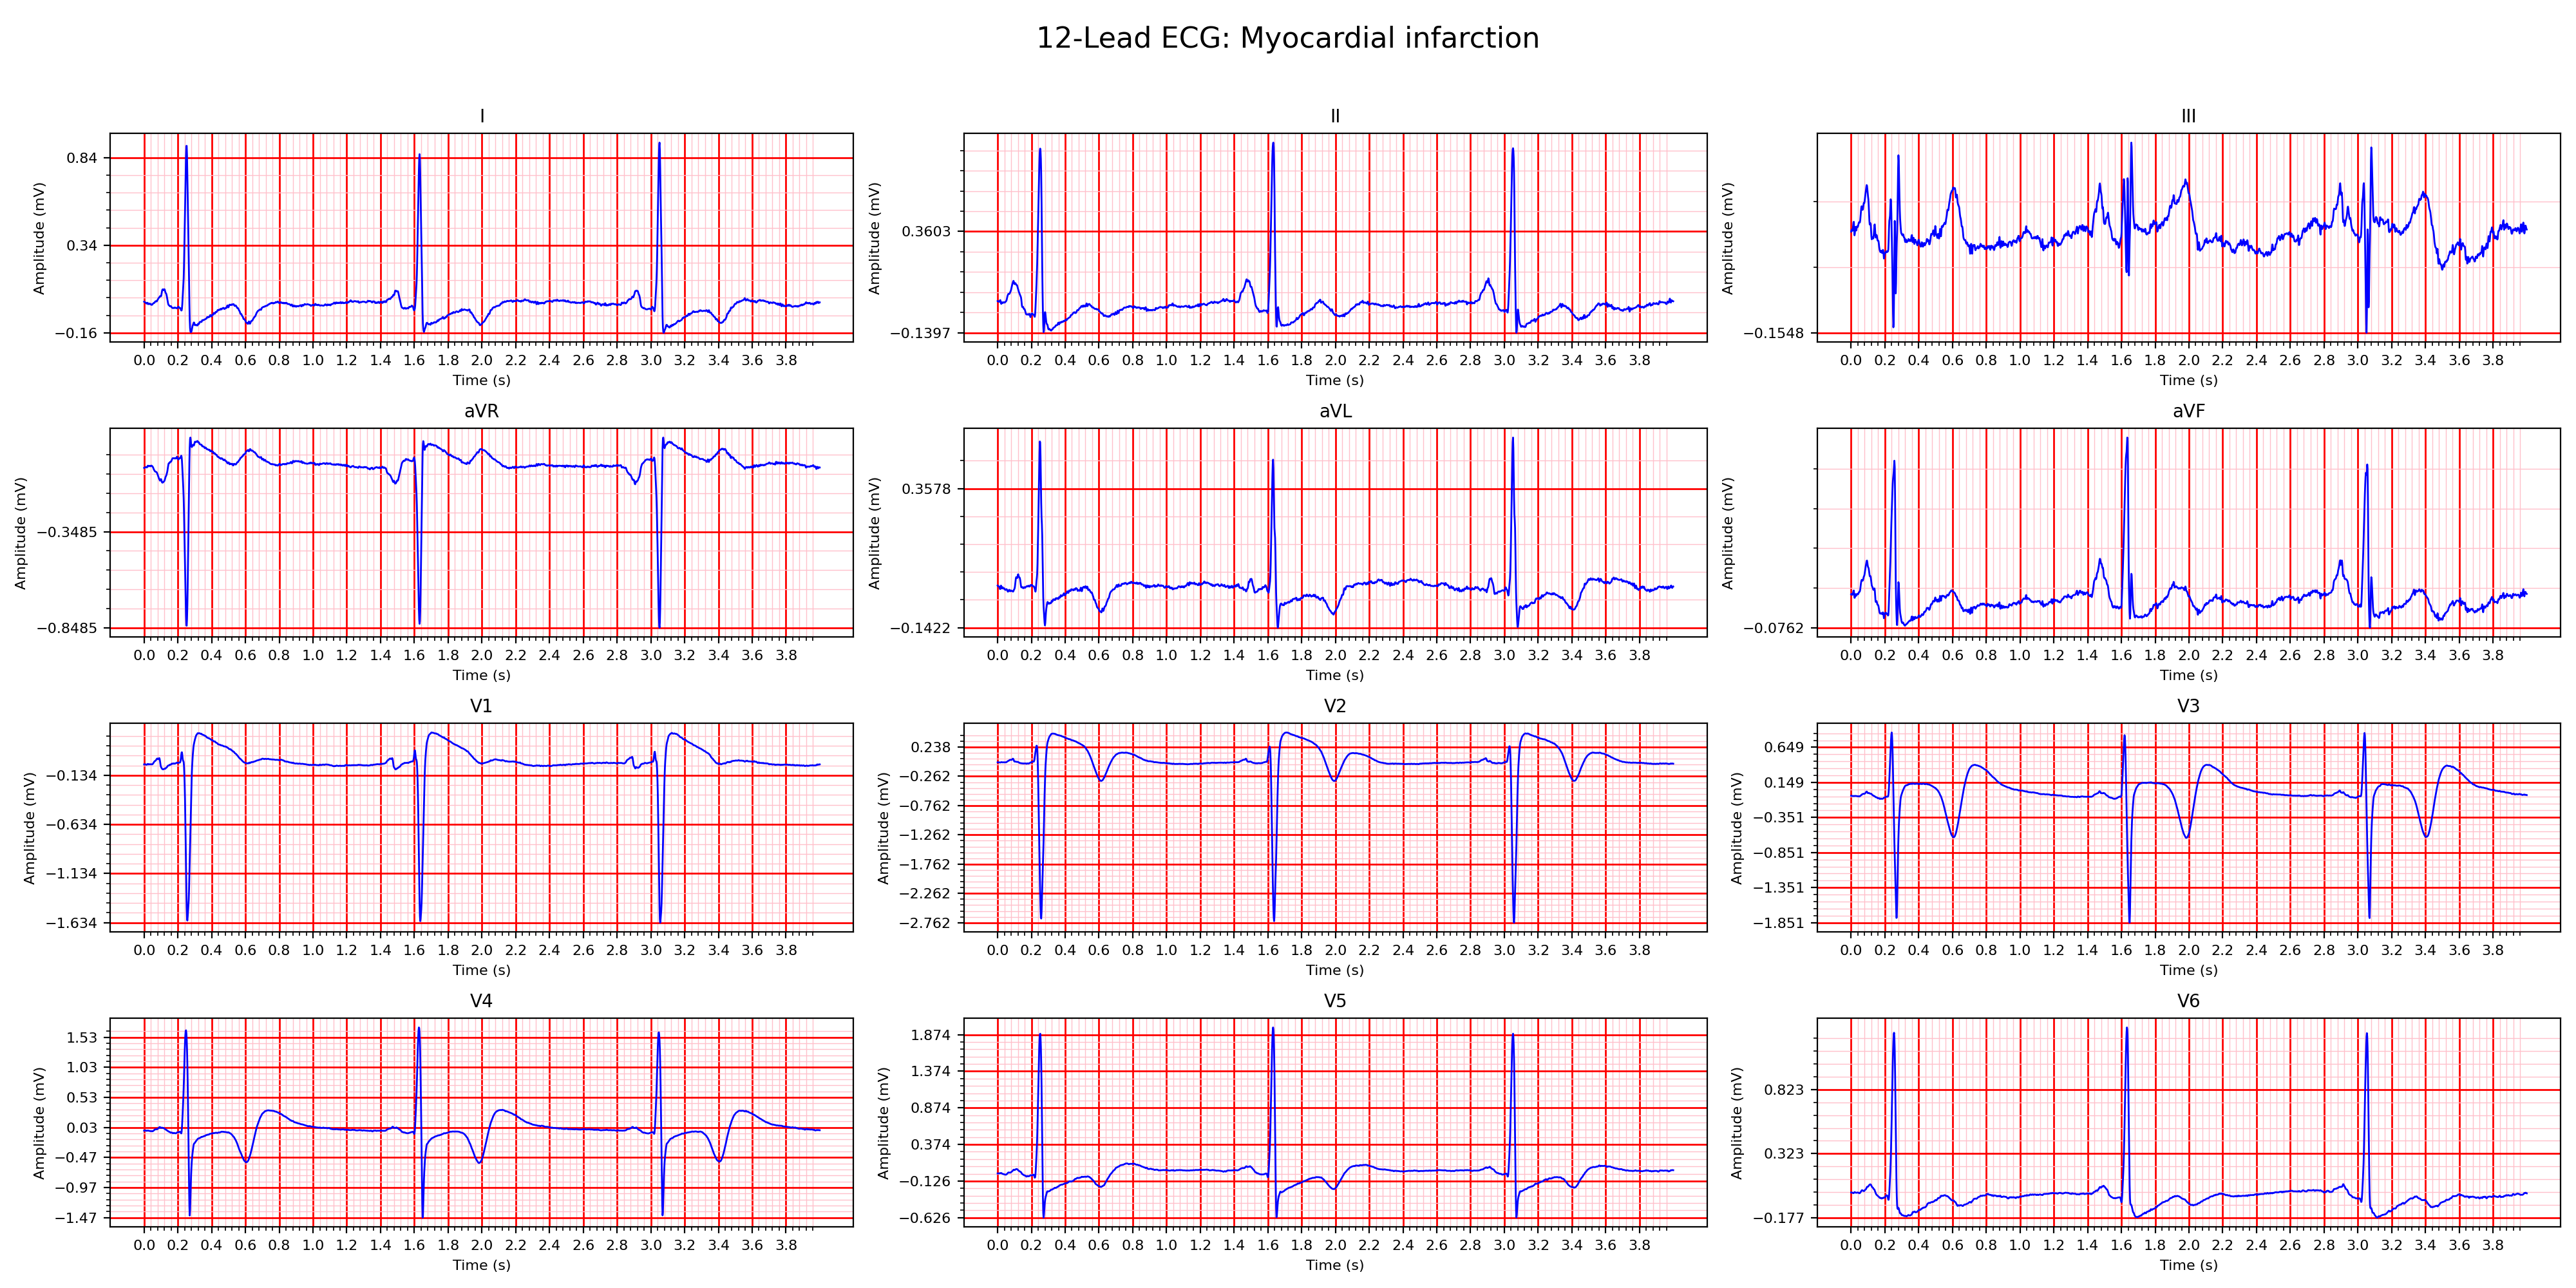 12-Lead ECG: Myocardial infarction
I
Amplitude (mV)
0.84
0.34
−0.16
0.0 0.2 0.4 0.6 0.8 1.0 1.2 1.4 1.6 1.8 2.0 2.2 2.4 2.6 2.8 3.0 3.2 3.4 3.6 3.8
Time (s)
II
Amplitude (mV)
0.3603
−0.1397
0.0 0.2 0.4 0.6 0.8 1.0 1.2 1.4 1.6 1.8 2.0 2.2 2.4 2.6 2.8 3.0 3.2 3.4 3.6 3.8
Time (s)
III
Amplitude (mV)
−0.1548
0.0 0.2 0.4 0.6 0.8 1.0 1.2 1.4 1.6 1.8 2.0 2.2 2.4 2.6 2.8 3.0 3.2 3.4 3.6 3.8
Time (s)
aVR
Amplitude (mV)
−0.3485
−0.8485
0.0 0.2 0.4 0.6 0.8 1.0 1.2 1.4 1.6 1.8 2.0 2.2 2.4 2.6 2.8 3.0 3.2 3.4 3.6 3.8
Time (s)
aVL
Amplitude (mV)
0.3578
−0.1422
0.0 0.2 0.4 0.6 0.8 1.0 1.2 1.4 1.6 1.8 2.0 2.2 2.4 2.6 2.8 3.0 3.2 3.4 3.6 3.8
Time (s)
aVF
Amplitude (mV)
−0.0762
0.0 0.2 0.4 0.6 0.8 1.0 1.2 1.4 1.6 1.8 2.0 2.2 2.4 2.6 2.8 3.0 3.2 3.4 3.6 3.8
Time (s)
V1
Amplitude (mV)
−0.134
−0.634
−1.134
−1.634
0.0 0.2 0.4 0.6 0.8 1.0 1.2 1.4 1.6 1.8 2.0 2.2 2.4 2.6 2.8 3.0 3.2 3.4 3.6 3.8
Time (s)
V2
Amplitude (mV)
0.238
−0.262
−0.762
−1.262
−1.762
−2.262
−2.762
0.0 0.2 0.4 0.6 0.8 1.0 1.2 1.4 1.6 1.8 2.0 2.2 2.4 2.6 2.8 3.0 3.2 3.4 3.6 3.8
Time (s)
V3
Amplitude (mV)
0.649
0.149
−0.351
−0.851
−1.351
−1.851
0.0 0.2 0.4 0.6 0.8 1.0 1.2 1.4 1.6 1.8 2.0 2.2 2.4 2.6 2.8 3.0 3.2 3.4 3.6 3.8
Time (s)
V4
Amplitude (mV)
1.53
1.03
0.53
0.03
−0.47
−0.97
−1.47
0.0 0.2 0.4 0.6 0.8 1.0 1.2 1.4 1.6 1.8 2.0 2.2 2.4 2.6 2.8 3.0 3.2 3.4 3.6 3.8
Time (s)
V5
Amplitude (mV)
1.874
1.374
0.874
0.374
−0.126
−0.626
0.0 0.2 0.4 0.6 0.8 1.0 1.2 1.4 1.6 1.8 2.0 2.2 2.4 2.6 2.8 3.0 3.2 3.4 3.6 3.8
Time (s)
V6
Amplitude (mV)
0.823
0.323
−0.177
0.0 0.2 0.4 0.6 0.8 1.0 1.2 1.4 1.6 1.8 2.0 2.2 2.4 2.6 2.8 3.0 3.2 3.4 3.6 3.8
Time (s)